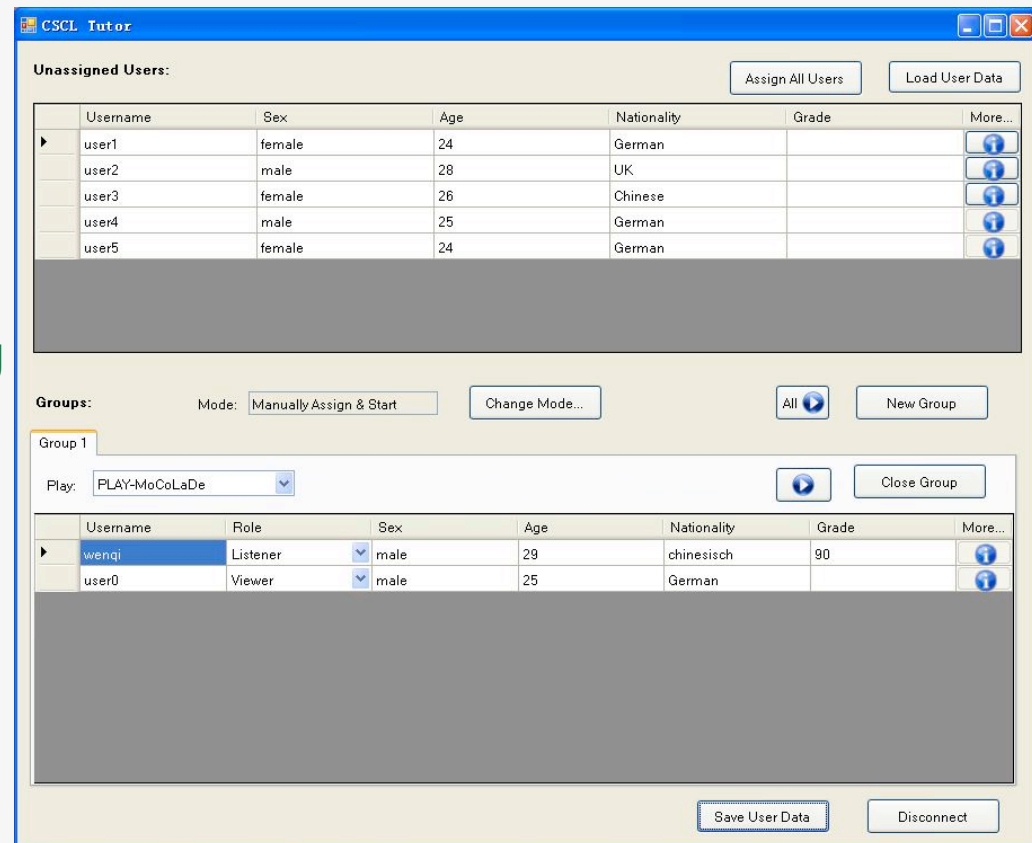 CSCL Tutor
Unassigned Users:
Assign All Users
Load User Data
Username Sex Age Nationality Grade More...
user1 female 24 German
user2 male 28 UK
user3 female 26 Chinese
user4 male 25 German
user5 female 24 German
Groups: Mode: Manually Assign & Start Change Mode... All New Group
Group 1
Play: PLAY-MoCoLaDe Close Group
Username Role Sex Age Nationality Grade More...
wenqi Listener male 29 chinesisch 90
user0 Viewer male 25 German
Save User Data Disconnect